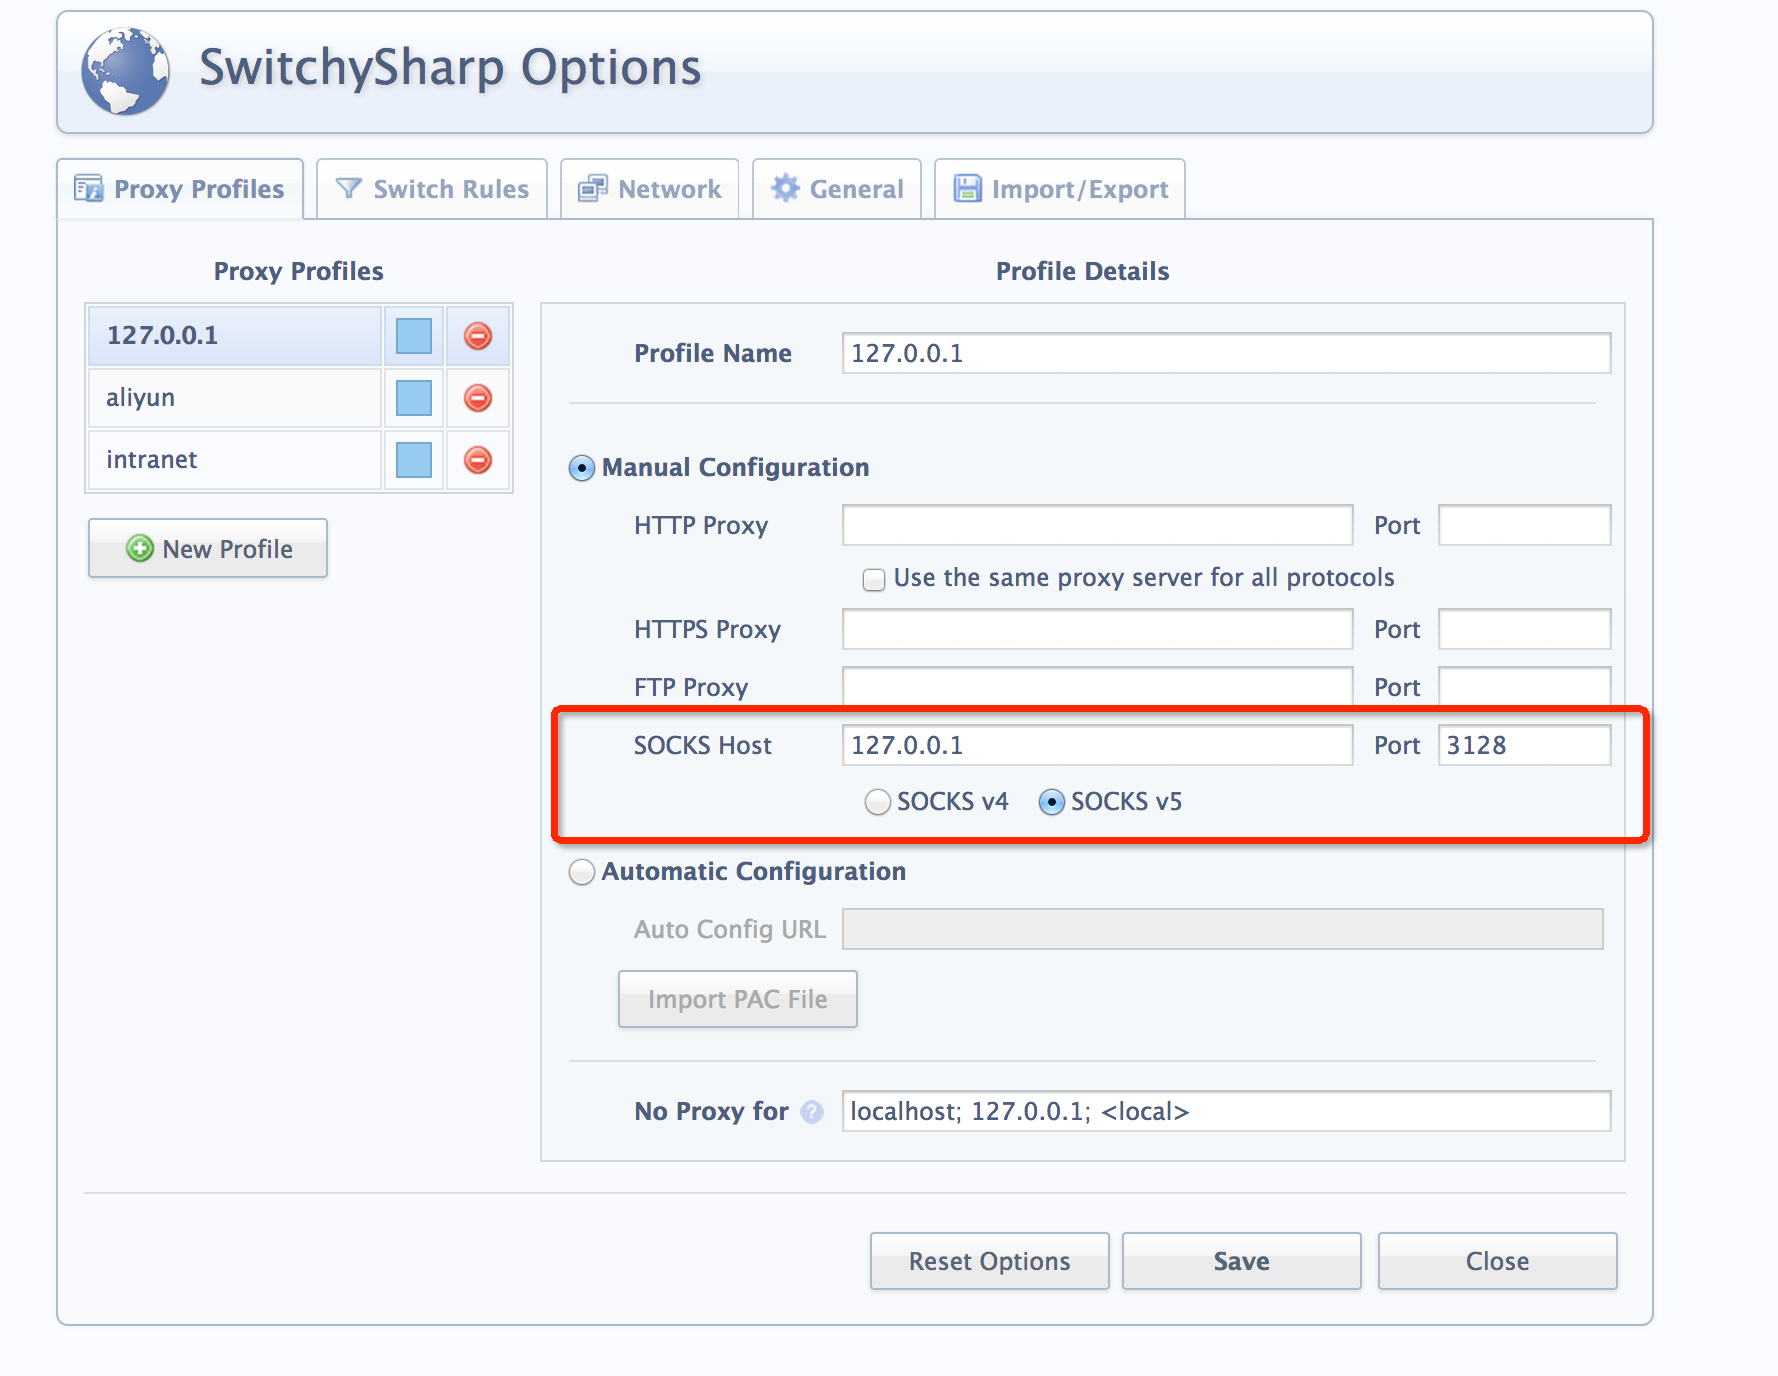 SwitchySharp Options
Proxy Profiles
Switch Rules
Network
General
Import/Export
Proxy Profiles
127.0.0.1
aliyun
intranet
New Profile
Profile Details
Profile Name 127.0.0.1
Manual Configuration
HTTP Proxy Port
Use the same proxy server for all protocols
HTTPS Proxy Port
FTP Proxy Port
SOCKS Host 127.0.0.1 Port 3128
SOCKS v4 SOCKS v5
Automatic Configuration
Auto Config URL
Import PAC File
No Proxy for ? localhost; 127.0.0.1; <local>
Reset Options Save Close